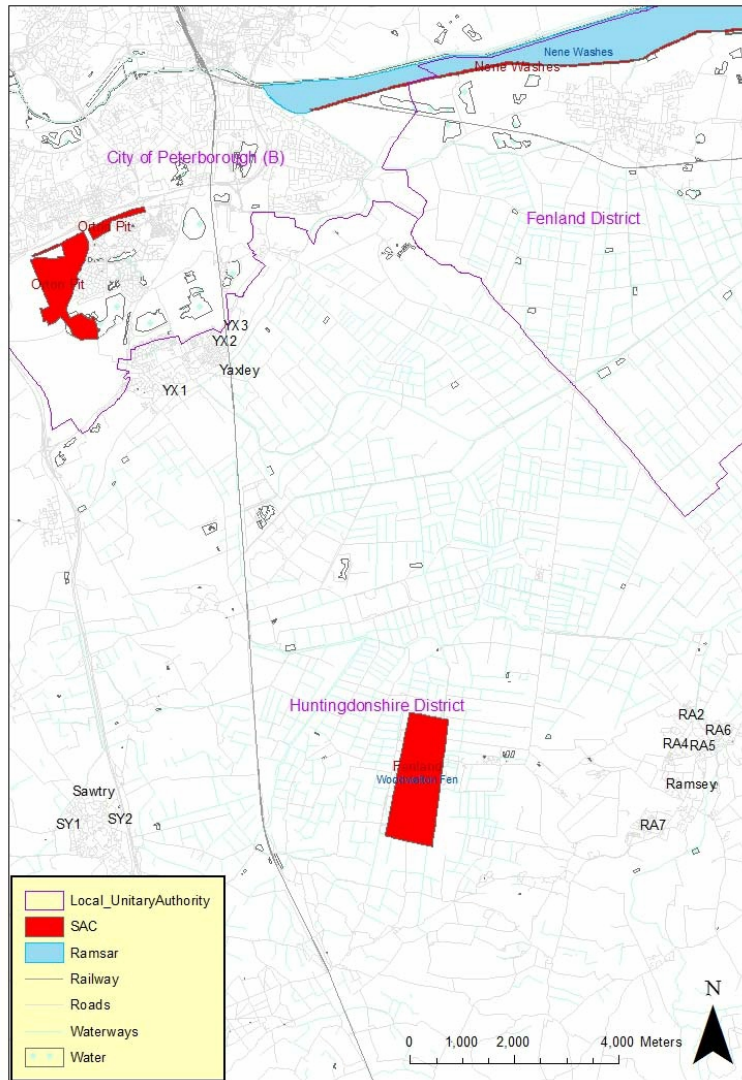 Nene Washes
Nene Washes
City of Peterborough (B)
Fenland District
Orton Pit
Orton Pit
YX3
YX2
Yaxley
YX1
Huntingdonshire District
RA2
RA6
RA4 RA5
Fenland
Woodwalton Fen
Ramsey
Sawtry
SY1
SY2
RA7
Local_UnitaryAuthority
SAC
Ramsar
Railway
Roads
Waterways
Water
N
0 1,000 2,000 4,000 Meters